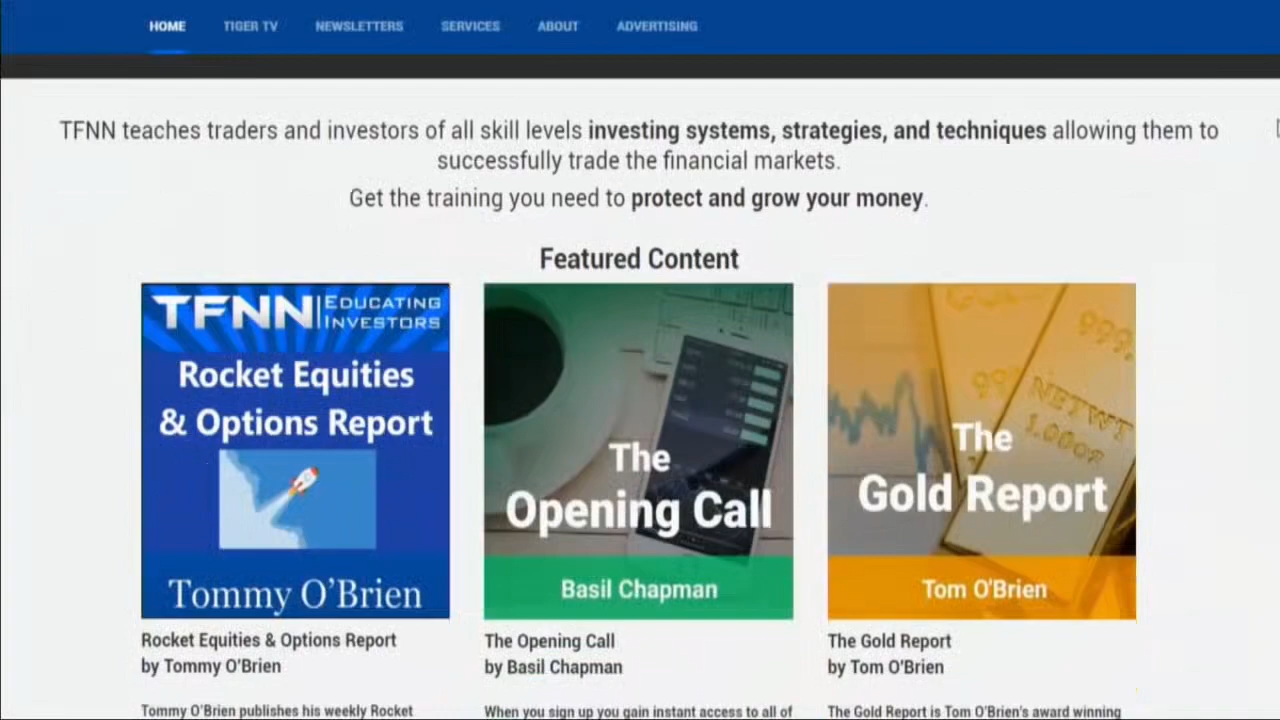 HOME TIGER TV NEWSLETTERS SERVICES ABOUT ADVERTISING
TFNN teaches traders and investors of all skill levels investing systems, strategies, and techniques allowing them to
successfully trade the financial markets.
Get the training you need to protect and grow your money.
Featured Content
TFNN EDUCATING
INVESTORS
Rocket Equities
& Options Report
Tommy O'Brien
The
Opening Call
Basil Chapman
999.
NETWT
1.000z
The
Gold Report
Tom O'Brien
Rocket Equities & Options Report
by Tommy O'Brien
The Opening Call
by Basil Chapman
The Gold Report
by Tom O'Brien
Tommy O'Brien publishes his weekly Rocket
When you sign up you gain instant access to all of
The Gold Report is Tom O'Brien's award winning